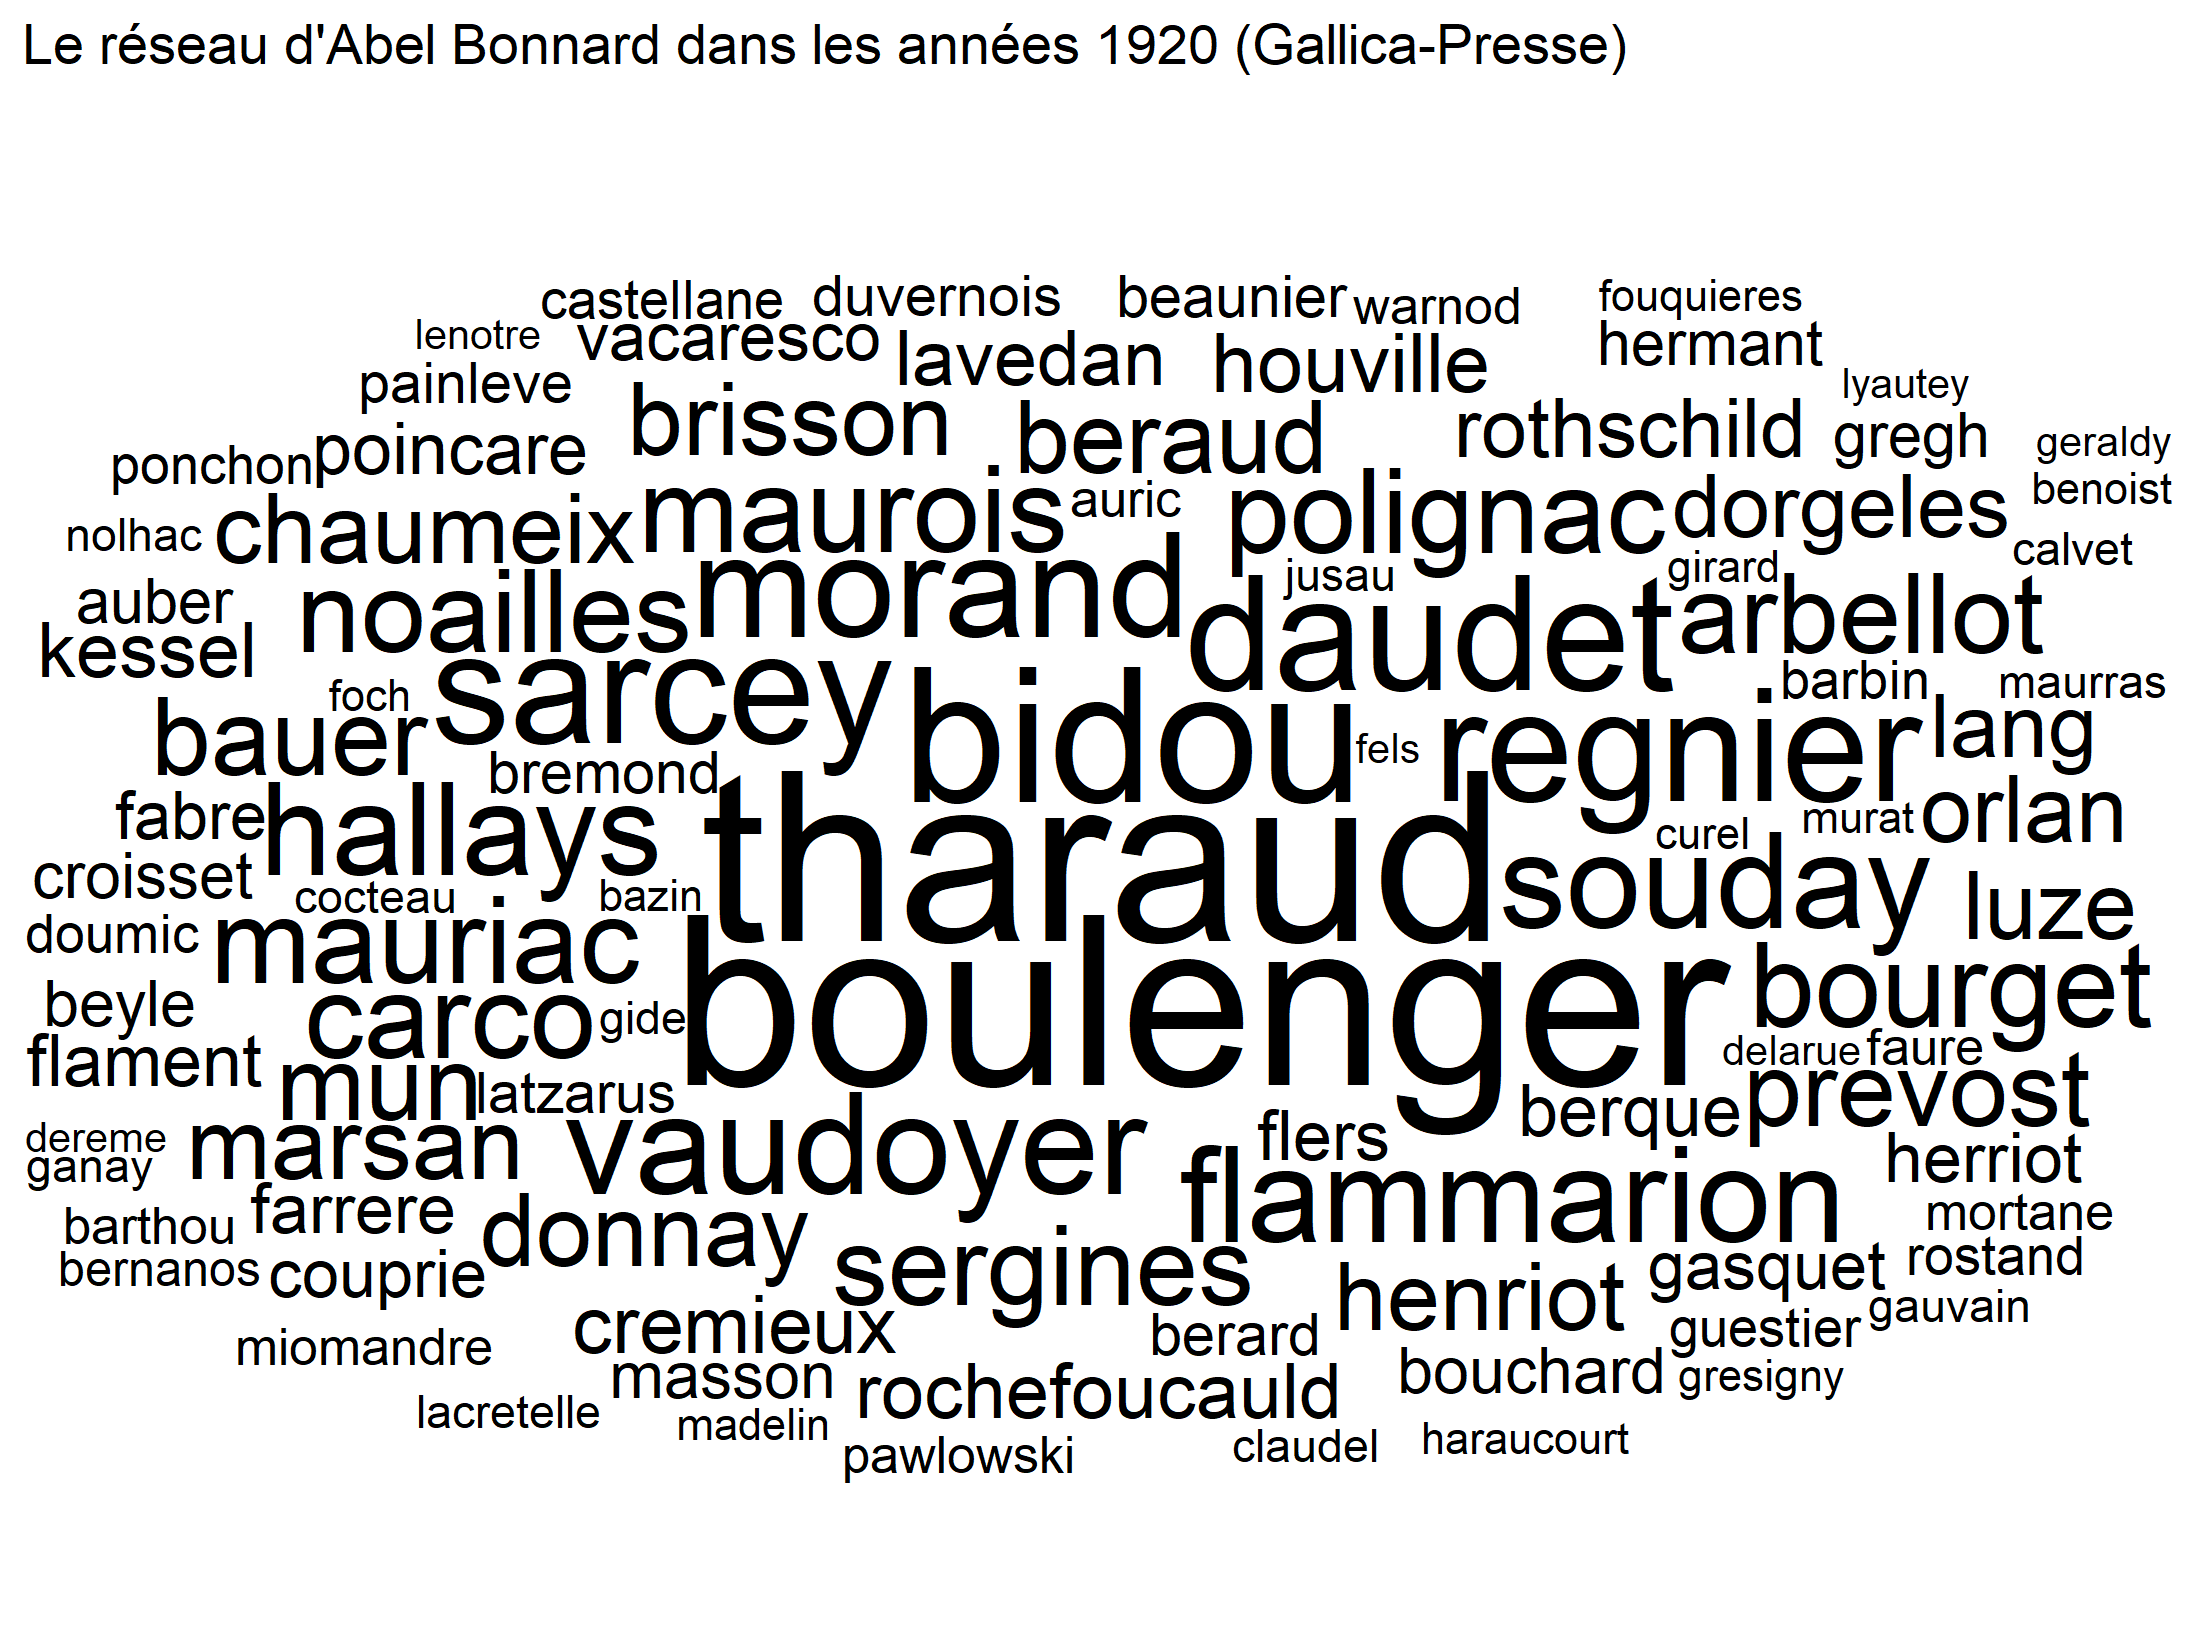 Le réseau d'Abel Bonnard dans les années 1920 (Gallica-Presse)
castellane duvernois beaunier warnod fouquieres
lenotre vacaresco lavedan houville hermant
painleve brisson beraud rothschild gregh lyautey
ponchon poincare geraldy
nolhac chaumeix maurois auric polignac dorgeles benoist
auber noailles morand jusau girard calvet
kessel sarcey daudet arbellot
foch bidou barbin maurras
bauer bremond fels regnier lang
fabre hallays tharaud curel murat orlan
croisset cocteau bazin souday luze
doumic mauriac boulenger bourget
beyle carco gide
flament mun latzarus delarue faure
dereme marsan vaudoyer flers berque prevost
ganay flammarion herriot
barthou farrere donnay mortane
bernanos couprie sergines henriot gasquet rostand
miomandre cremieux berard guestier gauvain
masson rochefoucauld bouchard gresigny
lacretelle madelin
pawlowski claudel haraucourt